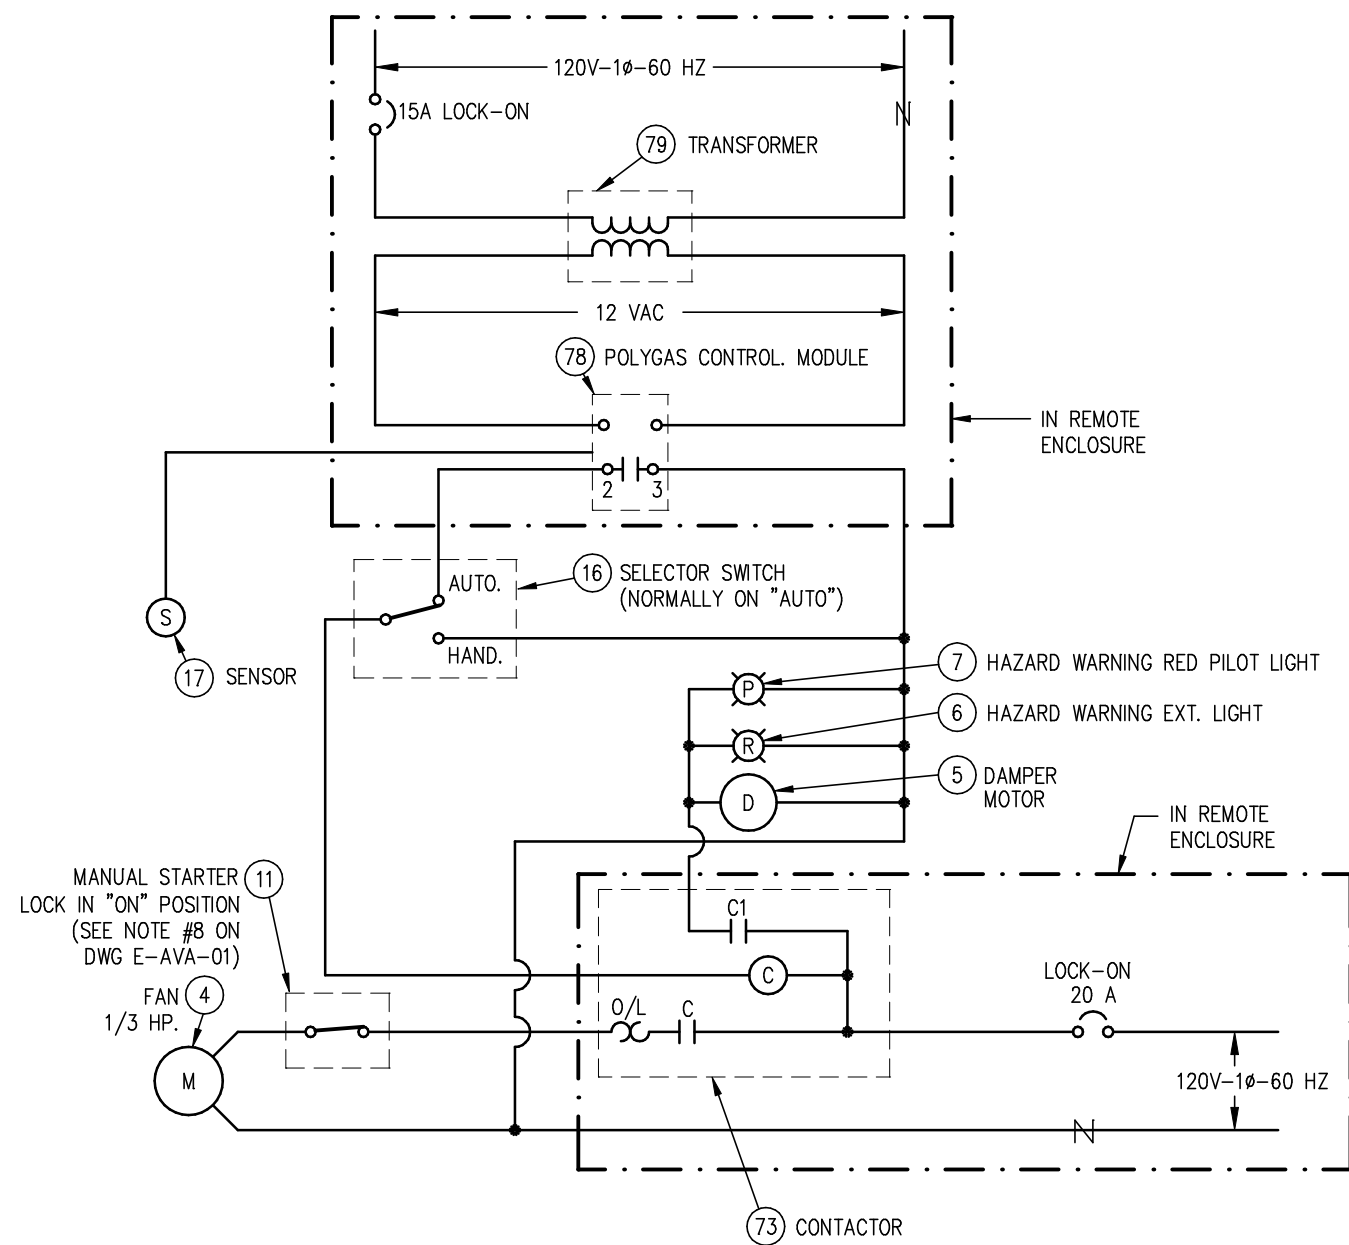 120V-1ø-60 HZ
15A LOCK-ON
N
79 TRANSFORMER
12 VAC
78 POLYGAS CONTROL. MODULE
IN REMOTE
ENCLOSURE
2 3
AUTO.
16 SELECTOR SWITCH
(NORMALLY ON "AUTO")
S
HAND.
17 SENSOR
P
7 HAZARD WARNING RED PILOT LIGHT
R
6 HAZARD WARNING EXT. LIGHT
D
5 DAMPER
MOTOR
IN REMOTE
ENCLOSURE
MANUAL STARTER 11
LOCK IN "ON" POSITION
(SEE NOTE #8 ON
DWG E-AVA-01)
C1
C
LOCK-ON
20 A
FAN 4
1/3 HP.
O/L
C
M
120V-1ø-60 HZ
N
73 CONTACTOR